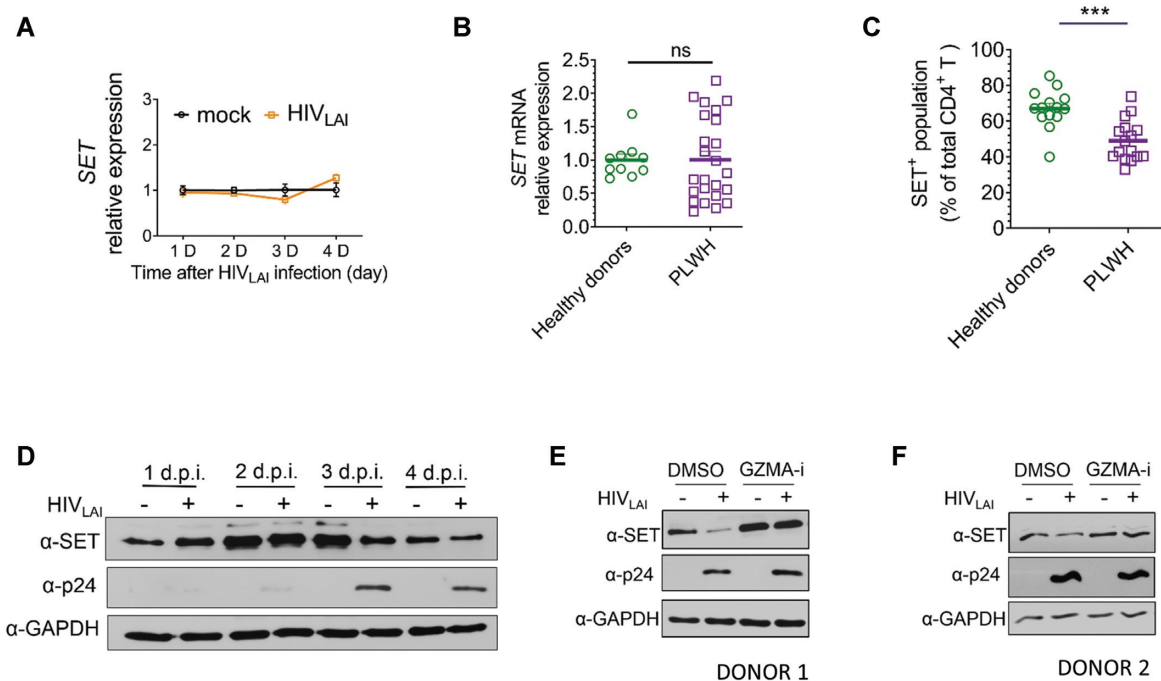 A
SET
relative expression
3
2
1
0
mock
HIVLAI
1 D 2 D 3 D 4 D
Time after HIVLAI infection (day)
B
SET mRNA
relative expression
2.5
2.0
1.5
1.0
0.5
0.0
ns
Healthy donors
PLWH
C
SET+ population
(% of total CD4+ T )
100
80
60
40
20
0
***
Healthy donors
PLWH
D
1 d.p.i. 2 d.p.i. 3 d.p.i. 4 d.p.i.
HIVLAI - + - + - + - +
α-SET
α-p24
α-GAPDH
E
DMSO GZMA-i
HIVLAI - + - +
α-SET
α-p24
α-GAPDH
DONOR 1
F
DMSO GZMA-i
HIVLAI - + - +
α-SET
α-p24
α-GAPDH
DONOR 2